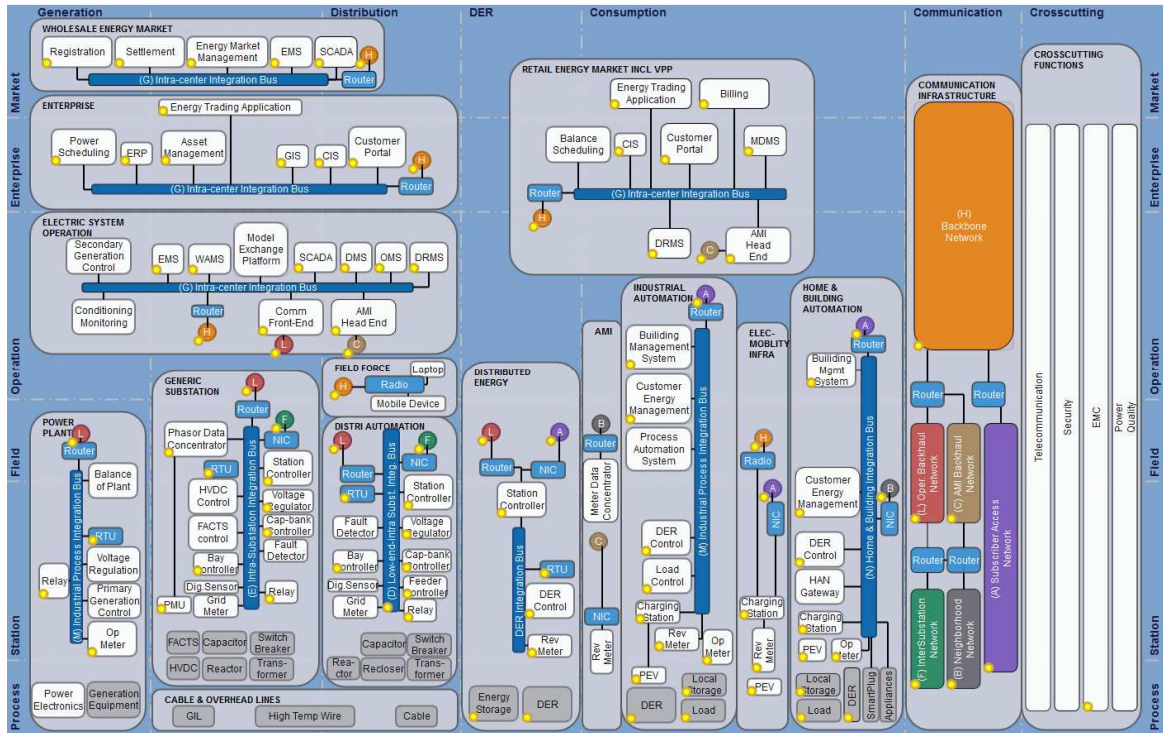 Generation
Distribution
DER
Consumption
Communication
Crosscutting
Market
Enterprise
Operation
Field
Station
Process
WHOLESALE ENERGY MARKET
Registration
Settlement
Energy Market
Management
EMS
SCADA
H
Router
(G) Intra-center Integration Bus
ENTERPRISE
Energy Trading Application
Power
Scheduling
ERP
Asset
Management
GIS
CIS
Customer
Portal
H
Router
(G) Intra-center Integration Bus
ELECTRIC SYSTEM
OPERATION
Secondary
Generation
Control
EMS
WAMS
Model
Exchange
Platform
SCADA
DMS
OMS
DRMS
(G) Intra-center Integration Bus
Conditioning
Monitoring
Router
H
Comm
Front-End
L
AMI
Head End
C
RETAIL ENERGY MARKET INCL VPP
Energy Trading
Application
Billing
Balance
Scheduling
CIS
Customer
Portal
MDMS
Router
H
(G) Intra-center Integration Bus
DRMS
C
AMI
Head
End
POWER
PLANT
L
Router
(M) Industrial Process Integration Bus
Balance
of Plant
RTU
Voltage
Regulation
Relay
Primary
Generation
Control
Op
Meter
Power
Electronics
Generation
Equipment
GENERIC
SUBSTATION
L
Router
F
NIC
Phasor Data
Concentrator
RTU
Station
Controller
HVDC
Control
Voltage
Regulator
FACTS
control
Cap-bank
Controller
Fault
Detector
Bay
Controller
Dig.Sensor
PMU
Grid
Meter
Relay
(E) Intra-Substation Integration Bus
FACTS
Capacitor
Switch
Breaker
HVDC
Reactor
Trans-
former
FIELD FORCE
H
Radio
Laptop
Mobile Device
DISTRI AUTOMATION
L
Router
F
NIC
RTU
Station
Controller
Fault
Detector
Voltage
Regulator
Bay
Controller
Cap-bank
Controller
Dig.Sensor
Feeder
Controller
Grid
Meter
Relay
(D) Low-end-Intra Subst. Integ. Bus
Capacitor
Switch
Breaker
Rea-
ctor
Recloser
Trans-
former
CABLE & OVERHEAD LINES
GIL
High Temp Wire
Cable
DISTRIBUTED
ENERGY
L
Router
A
NIC
Station
Controller
DER Integration Bus
RTU
DER
Control
Rev
Meter
Energy
Storage
DER
AMI
B
Router
Meter Data
Concentrator
C
NIC
Rev
Meter
INDUSTRIAL
AUTOMATION
A
Router
Buiilding
Management
System
Customer
Energy
Management
Process
Automation
System
DER
Control
Load
Control
Charging
Station
Rev
Meter
Op
Meter
PEV
(M) Industrial Process Integration Bus
Local
Storage
DER
Load
ELEC-
MOBLITY
INFRA
H
Radio
A
NIC
Charging
Station
Rev
Meter
PEV
HOME &
BUILDING
AUTOMATION
A
Router
Buiilding
Mgmt
System
Customer
Energy
Management
B
NIC
DER
Control
HAN
Gateway
Charging
Station
PEV
Op
Meter
(N) Home & Building Integration Bus
Local
Storage
Load
DER
SmartPlug
Appliances
COMMUNICATION
INFRASTRUCTURE
(H)
Backbone
Network
Router
Router
Router
(L) Oper. Backhaul
Network
(C) AMI Backhaul
Network
(A) Subscriber Access
Network
Router
Router
(F) InterSubstation
Network
(B) Neighborhood
Network
CROSSCUTTING
FUNCTIONS
Telecommunication
Security
EMC
Power
Quality
Market
Enterprise
Operation
Field
Station
Process